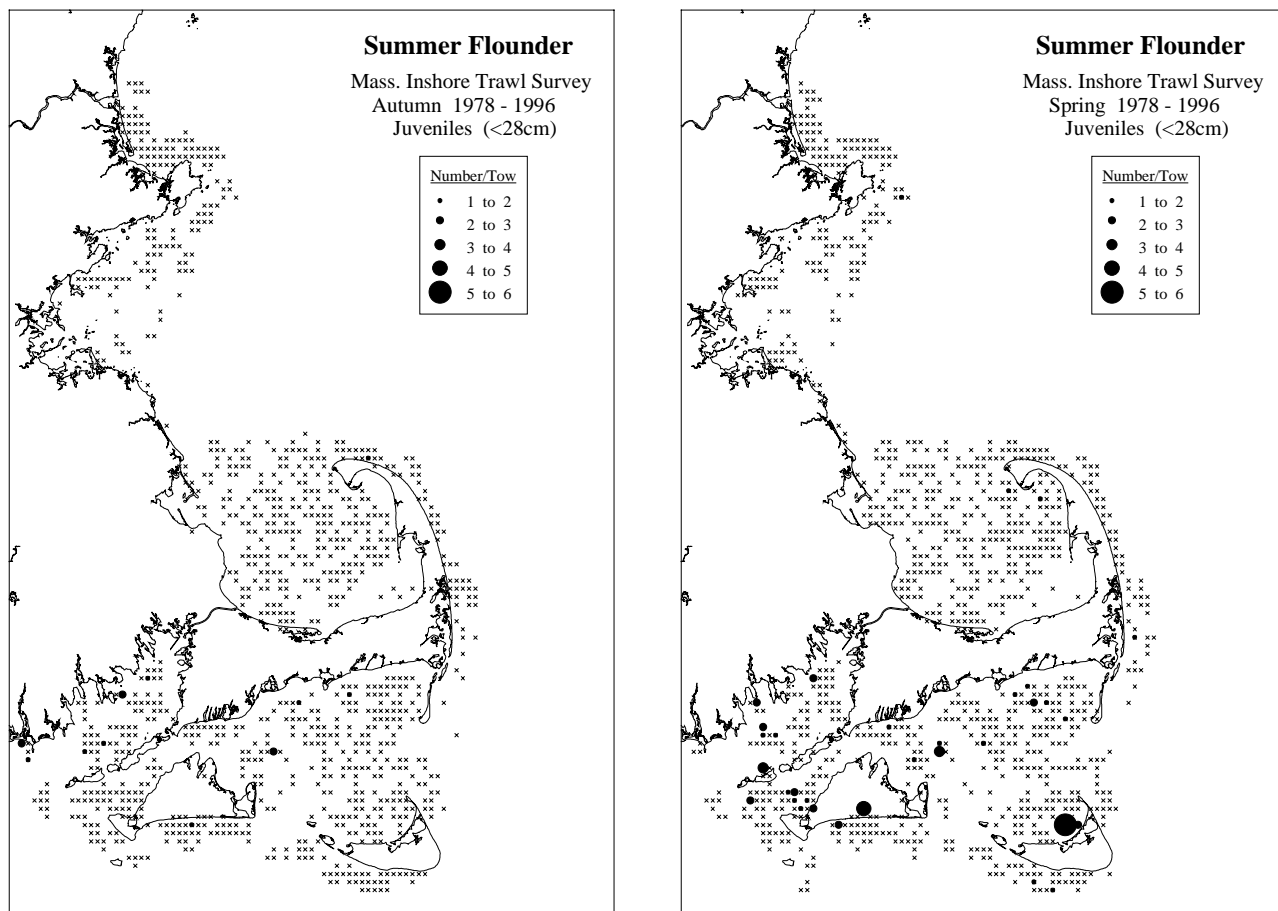 Summer Flounder
Mass. Inshore Trawl Survey
Autumn 1978 - 1996
Juveniles (<28cm)
Number/Tow
1 to 2
2 to 3
3 to 4
4 to 5
5 to 6
Summer Flounder
Mass. Inshore Trawl Survey
Spring 1978 - 1996
Juveniles (<28cm)
Number/Tow
1 to 2
2 to 3
3 to 4
4 to 5
5 to 6